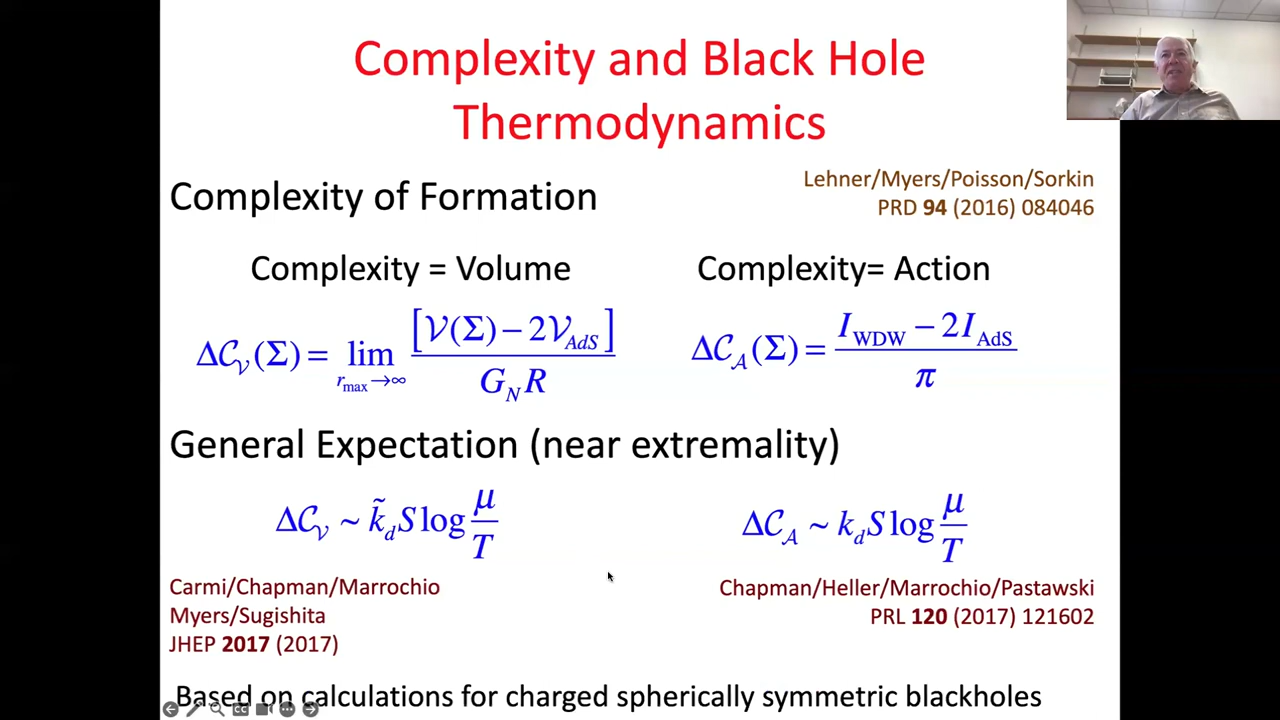 Complexity and Black Hole
Thermodynamics
Complexity of Formation
Lehner/Myers/Poisson/Sorkin
PRD 94 (2016) 084046
Complexity = Volume
Complexity= Action
Δ𝒞_𝒱(Σ) = lim_{r_max→∞} [𝒱(Σ) − 2𝒱_AdS] / G_N R
Δ𝒞_𝒜(Σ) = (I_WDW − 2I_AdS) / π
General Expectation (near extremality)
Δ𝒞_𝒱 ~ k̃_d S log μ/T
Δ𝒞_𝒜 ~ k_d S log μ/T
Carmi/Chapman/Marrochio
Myers/Sugishita
JHEP 2017 (2017)
Chapman/Heller/Marrochio/Pastawski
PRL 120 (2017) 121602
Based on calculations for charged spherically symmetric blackholes